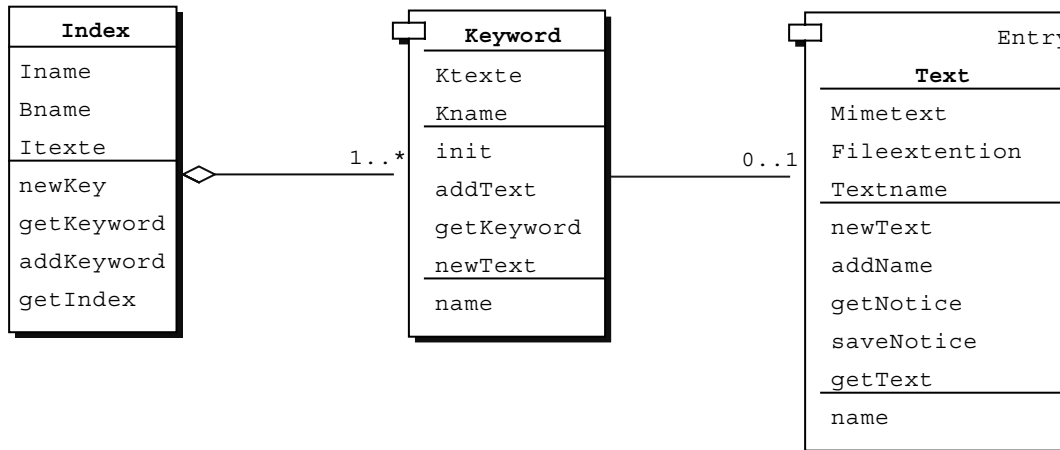 Index
Iname
Bname
Itexte
newKey
getKeyword
addKeyword
getIndex
1..*
Keyword
Ktexte
Kname
init
addText
getKeyword
newText
name
0..1
Entry
Text
Mimetext
Fileextention
Textname
newText
addName
getNotice
saveNotice
getText
name